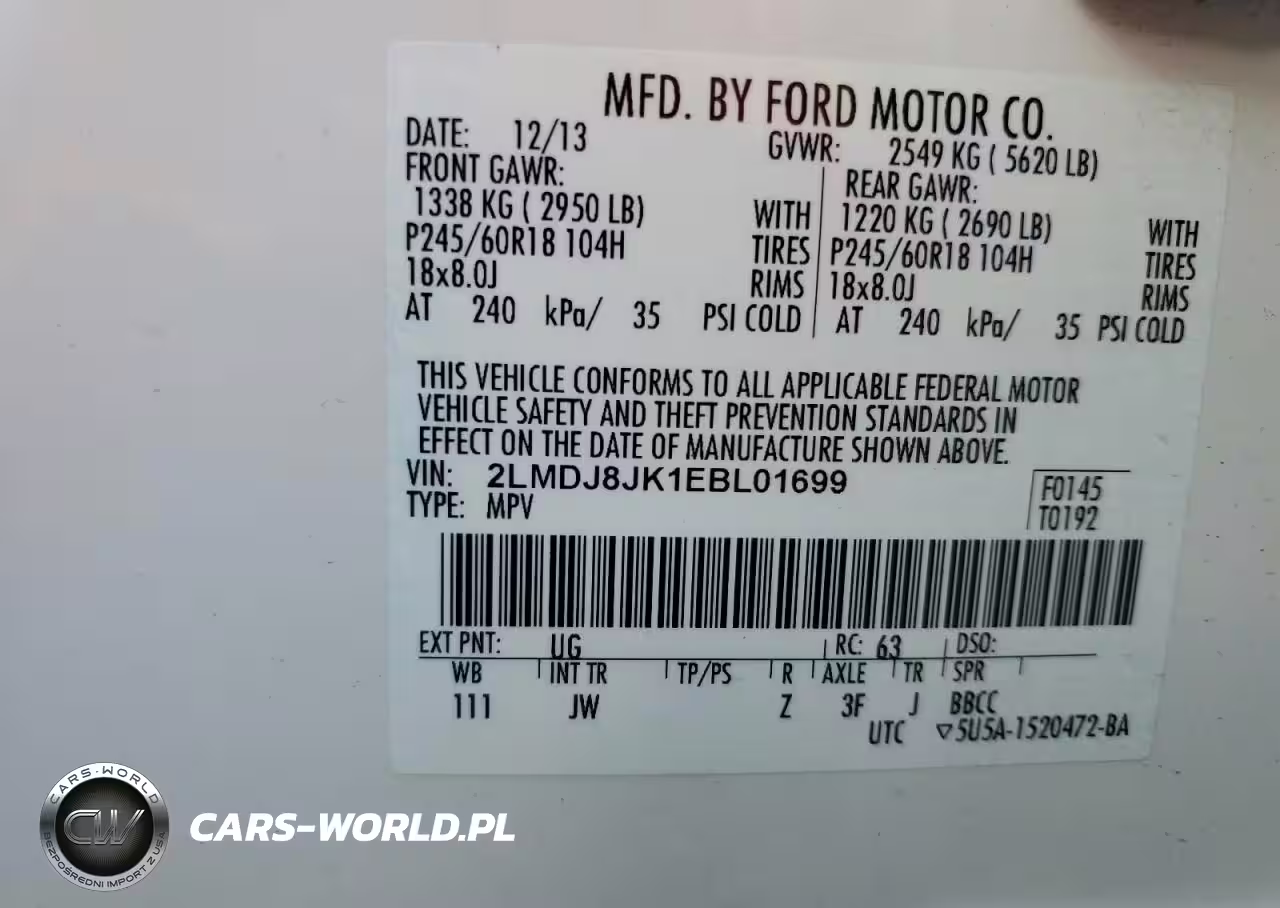 MFD. BY FORD MOTOR CO.
DATE: 12/13 GVWR: 2549 KG ( 5620 LB)
FRONT GAWR: REAR GAWR:
1338 KG ( 2950 LB) WITH 1220 KG ( 2690 LB) WITH
P245/60R18 104H TIRES P245/60R18 104H TIRES
18x8.0J RIMS 18x8.0J RIMS
AT 240 kPa/ 35 PSI COLD AT 240 kPa/ 35 PSI COLD
THIS VEHICLE CONFORMS TO ALL APPLICABLE FEDERAL MOTOR
VEHICLE SAFETY AND THEFT PREVENTION STANDARDS IN
EFFECT ON THE DATE OF MANUFACTURE SHOWN ABOVE.
VIN: 2LMDJ8JK1EBL01699 F0145
TYPE: MPV T0192
EXT PNT: UG RC: 63 DSO:
WB INT TR TP/PS R AXLE TR SPR
111 JW Z 3F J BBCC
UTC ▽5U5A-1520472-BA
CARS-WORLD
CW
BEZPOŚREDNI IMPORT Z USA
CARS-WORLD.PL